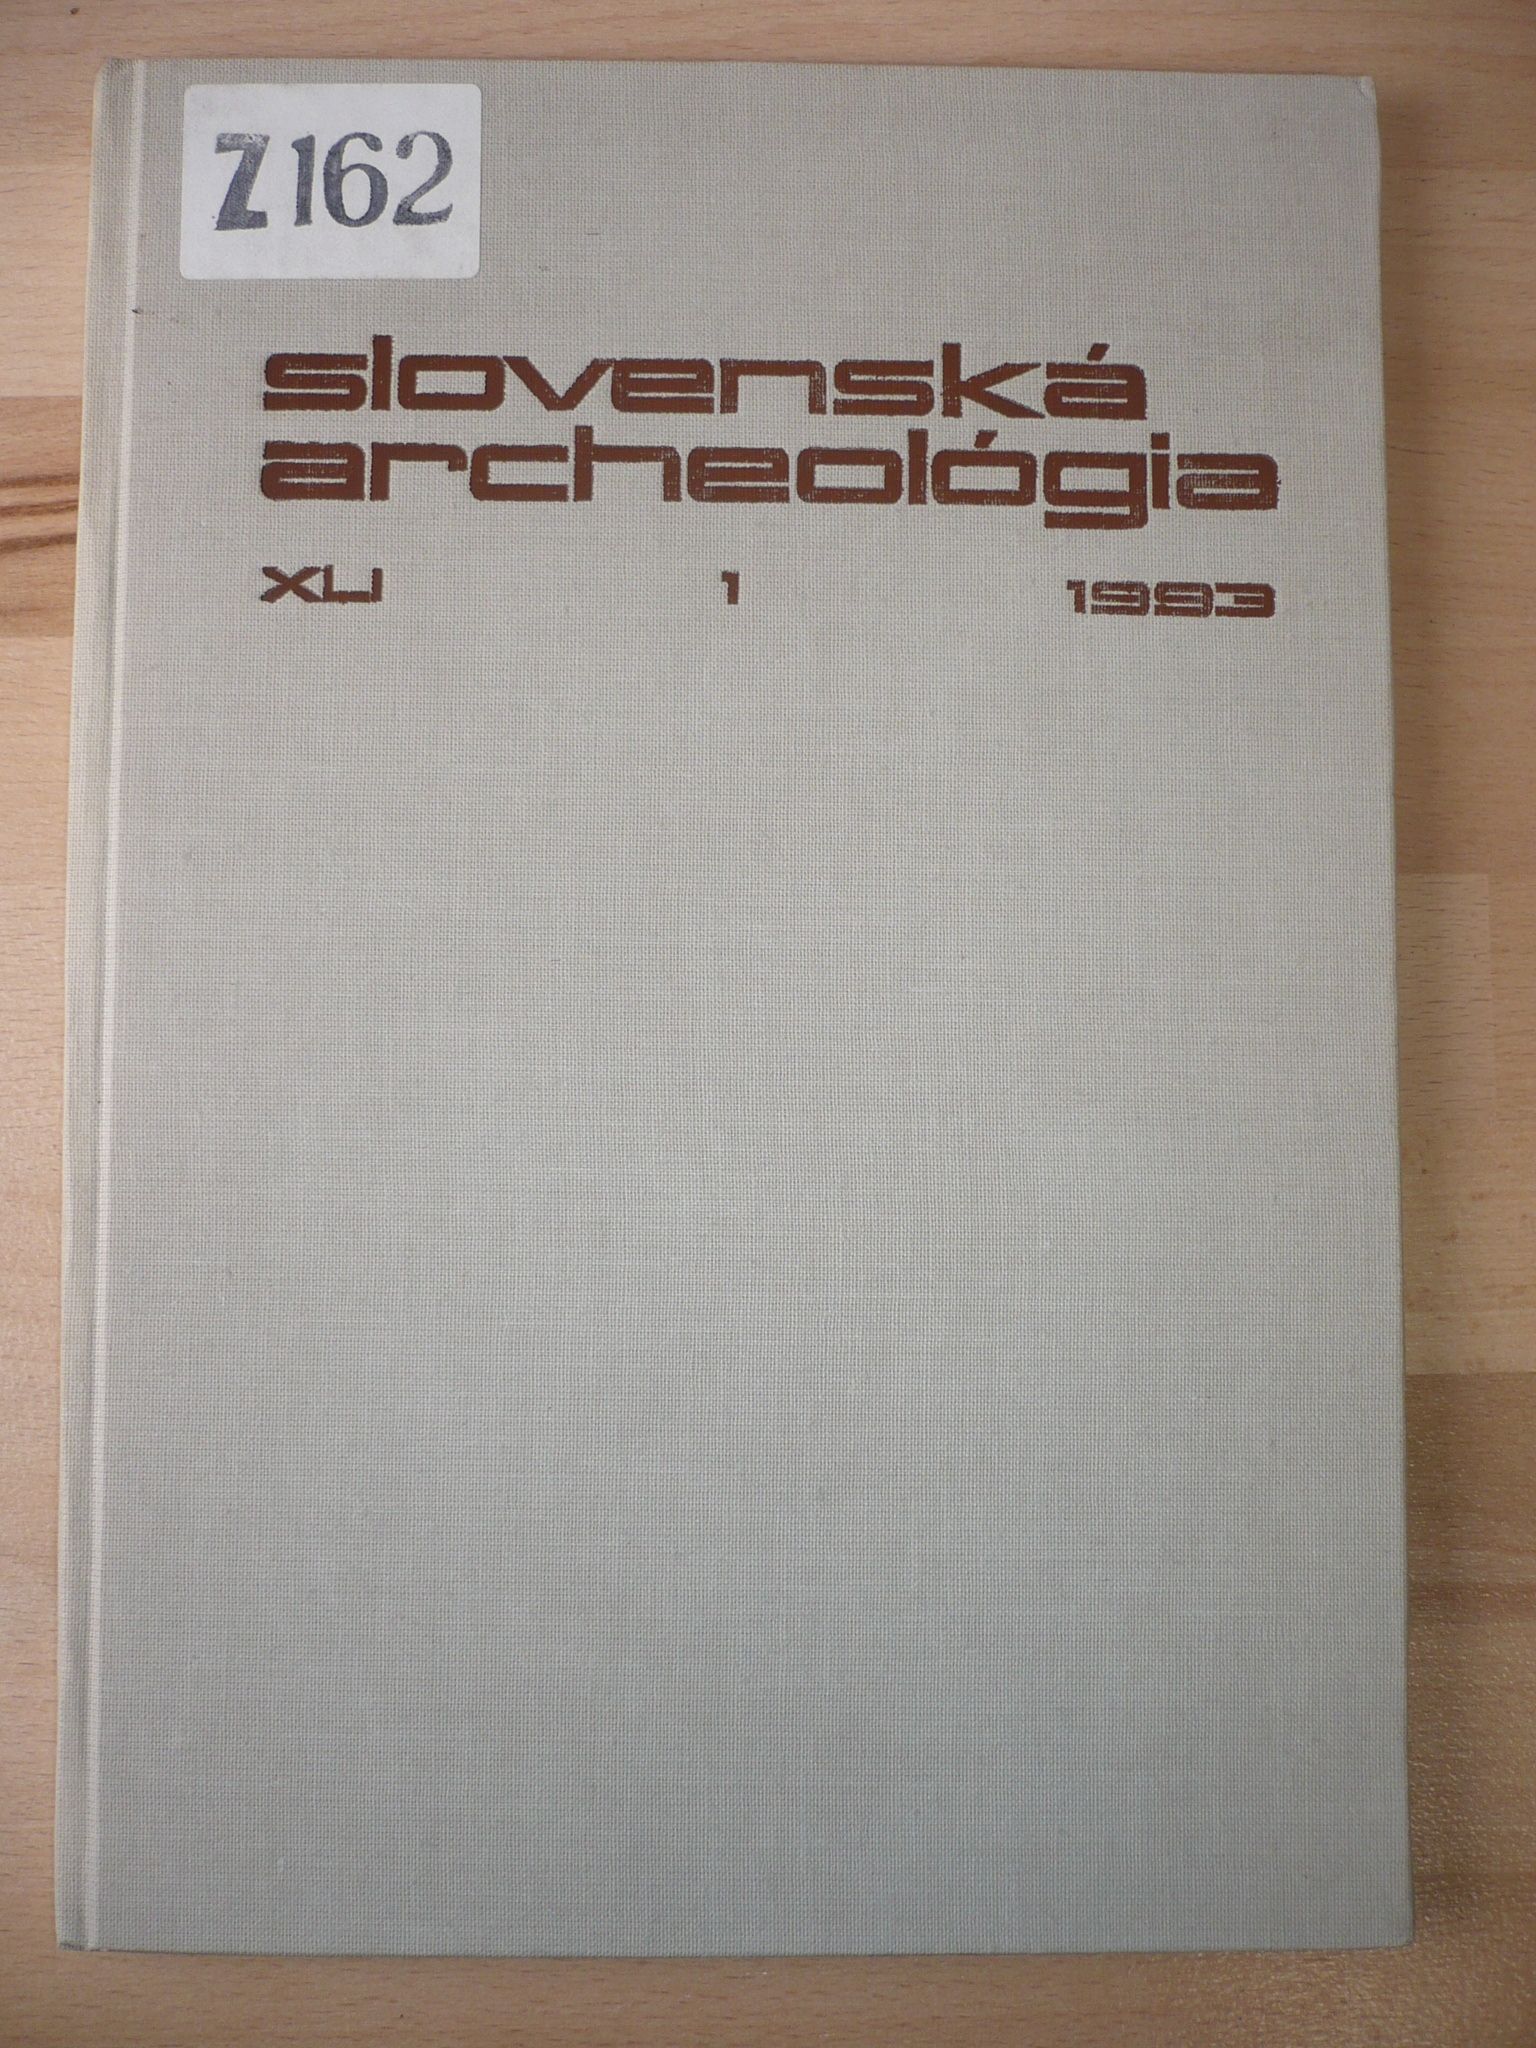 Z162
slovenská
archeológia
XLI 1 1993